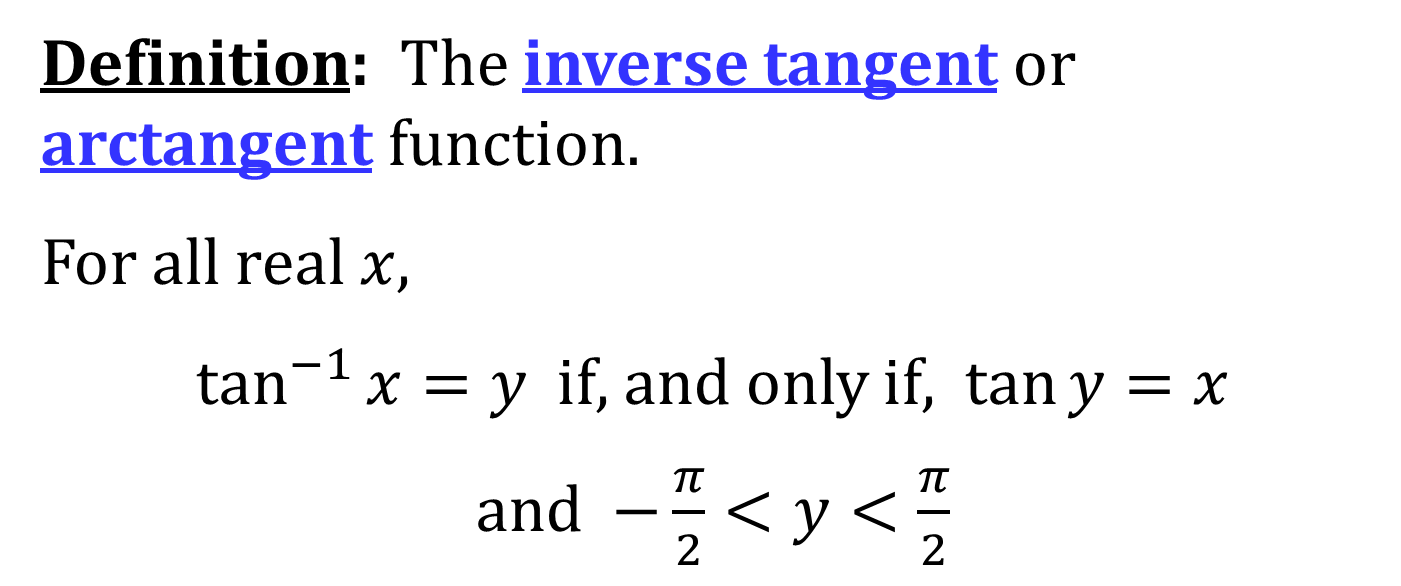 Definition: The inverse tangent or
arctangent function.
For all real x,
tan⁻¹ x = y if, and only if, tan y = x
and −π/2 < y < π/2